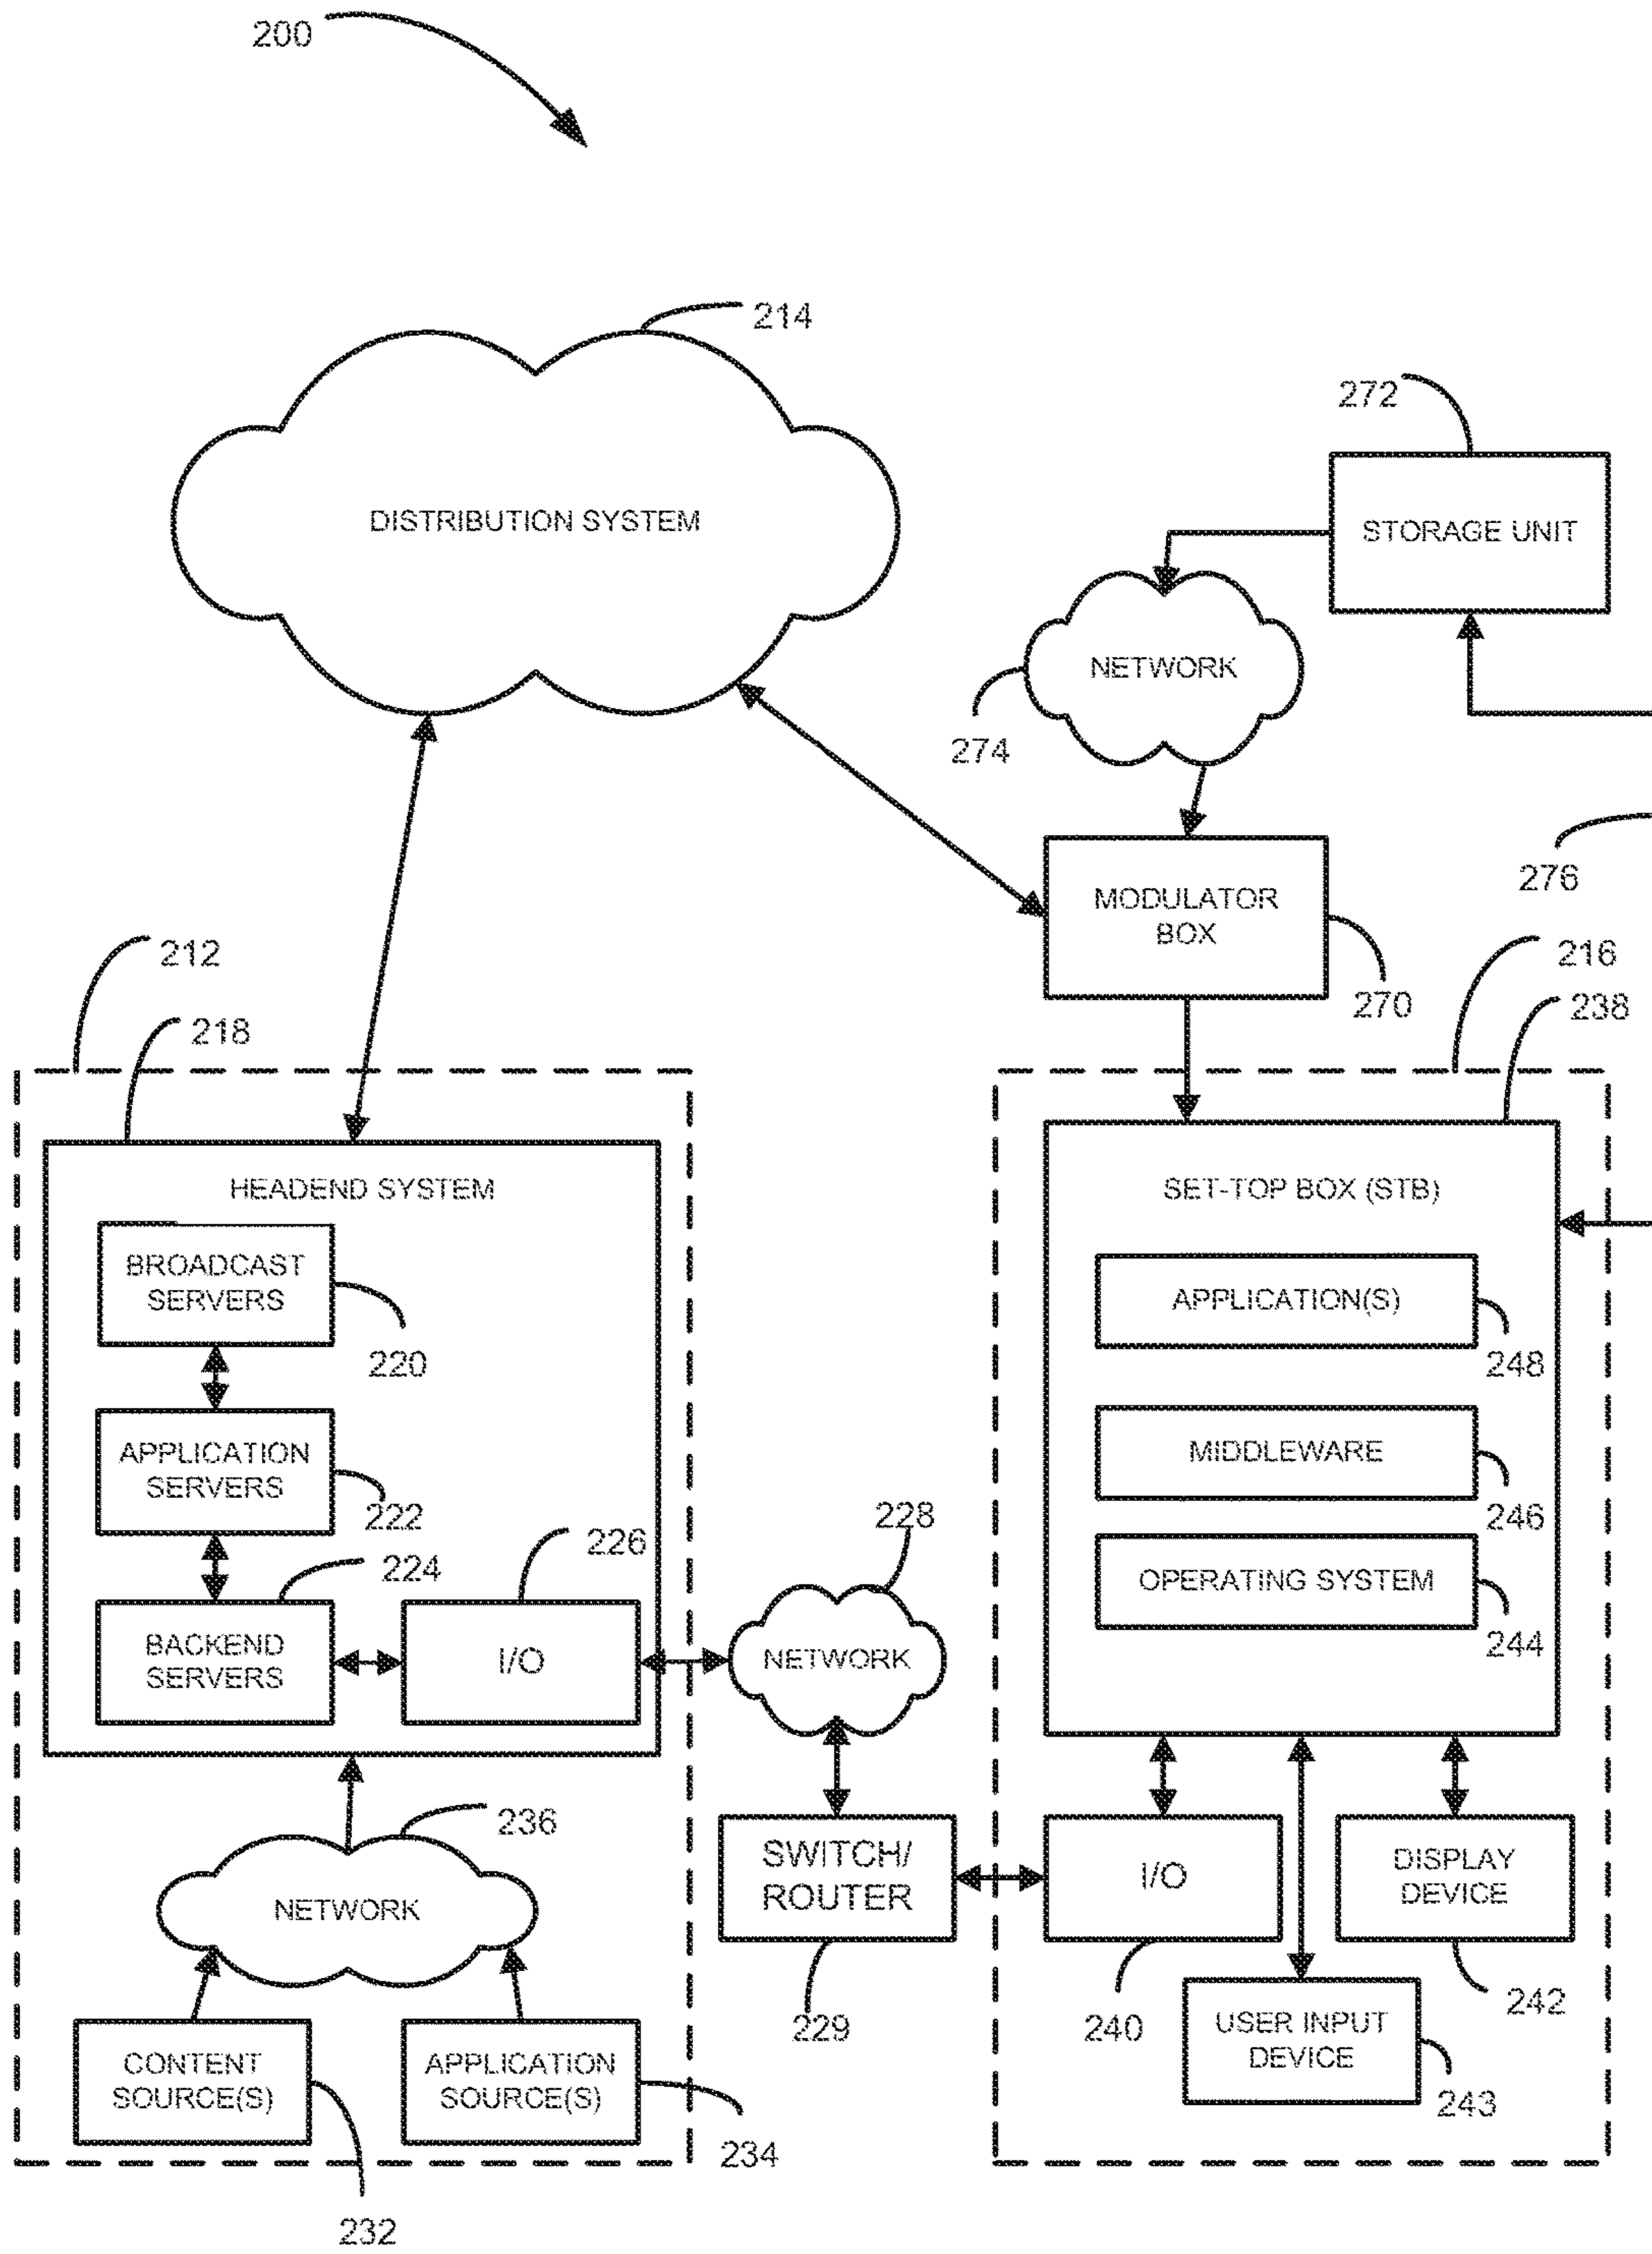 200
214
DISTRIBUTION SYSTEM
272
STORAGE UNIT
NETWORK
274
276
MODULATOR
BOX
270
212
218
216
238
HEADEND SYSTEM
BROADCAST
SERVERS
220
APPLICATION
SERVERS
222
224
226
BACKEND
SERVERS
I/O
228
NETWORK
SET-TOP BOX (STB)
APPLICATION(S)
248
MIDDLEWARE
246
OPERATING SYSTEM
244
236
NETWORK
SWITCH/
ROUTER
229
I/O
240
DISPLAY
DEVICE
242
USER INPUT
DEVICE
243
CONTENT
SOURCE(S)
232
APPLICATION
SOURCE(S)
234